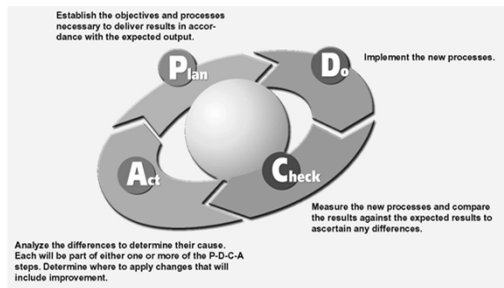 Establish the objectives and processes
necessary to deliver results in accor-
dance with the expected output.
Plan
Do
Implement the new processes.
Act
Check
Measure the new processes and compare
the results against the expected results to
ascertain any differences.
Analyze the differences to determine their cause.
Each will be part of either one or more of the P-D-C-A
steps. Determine where to apply changes that will
include improvement.